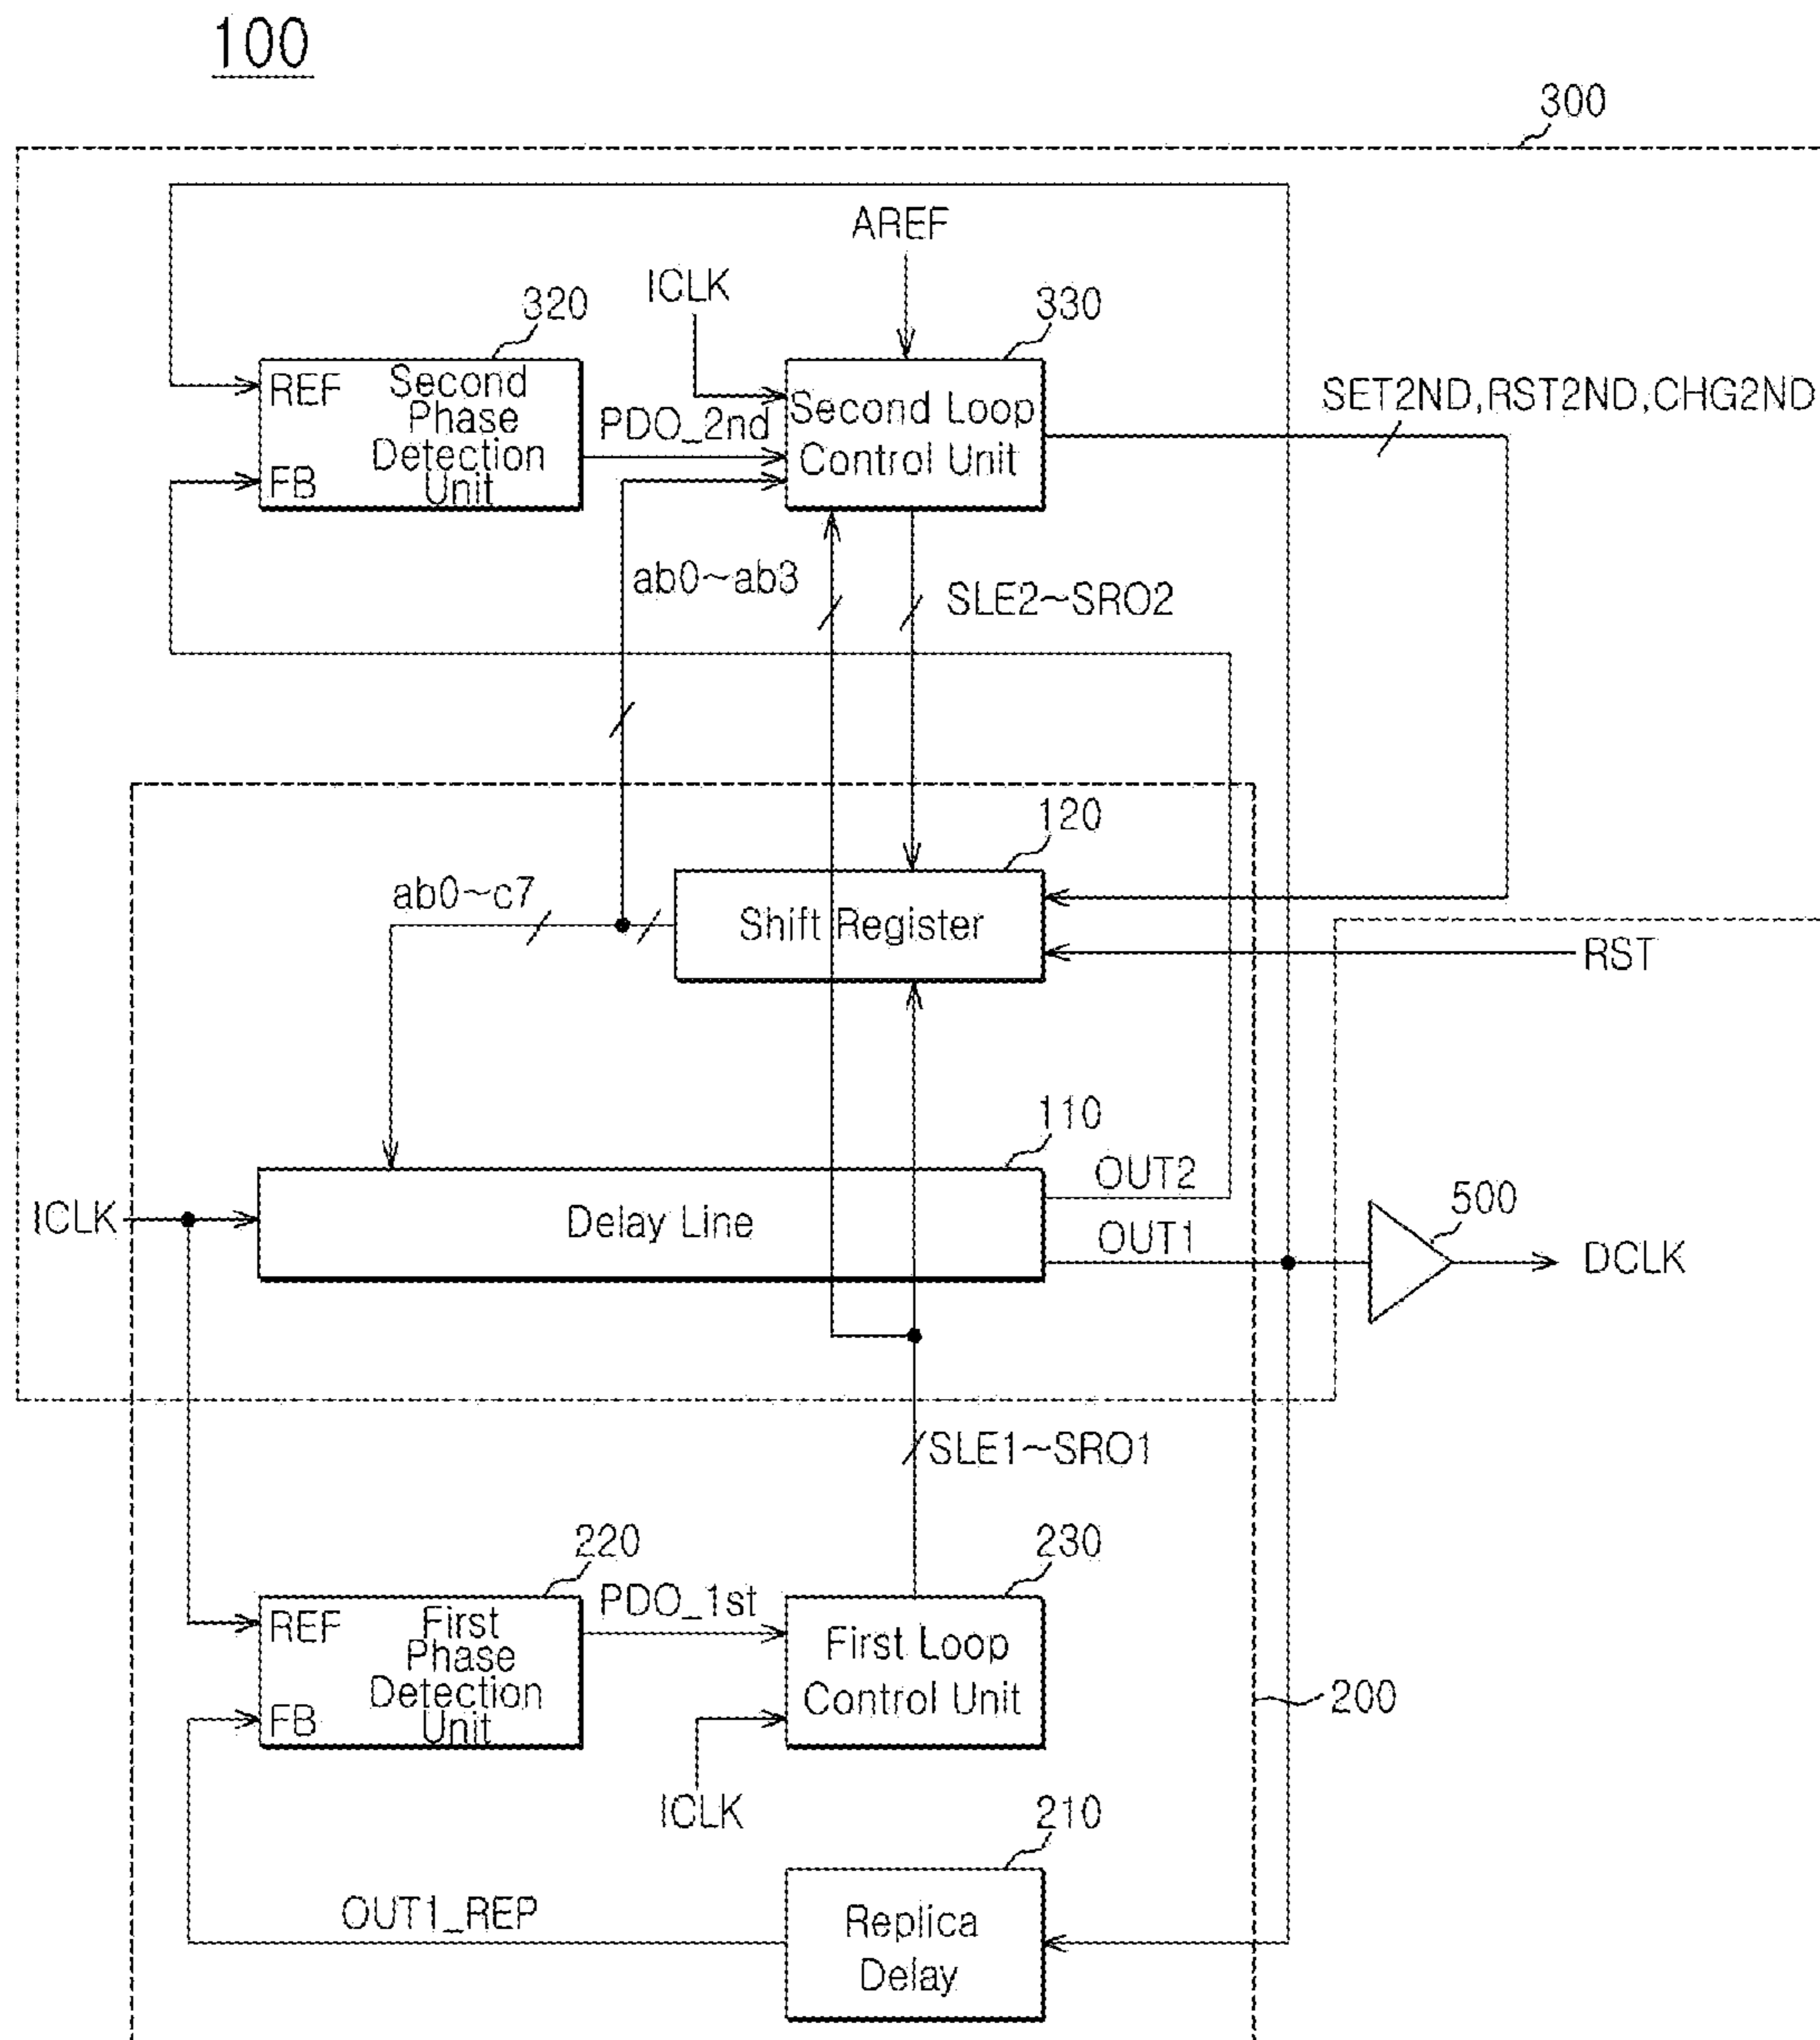 100
300
AREF
ICLK
320
330
REF
Second
Phase
Detection
Unit
FB
PDO_2nd
Second Loop
Control Unit
SET2ND,RST2ND,CHG2ND
ab0~ab3
SLE2~SRO2
120
ab0~c7
Shift Register
RST
110
ICLK
Delay Line
OUT2
OUT1
500
DCLK
SLE1~SRO1
220
230
REF
First
Phase
Detection
Unit
FB
PDO_1st
First Loop
Control Unit
200
ICLK
210
OUT1_REP
Replica
Delay